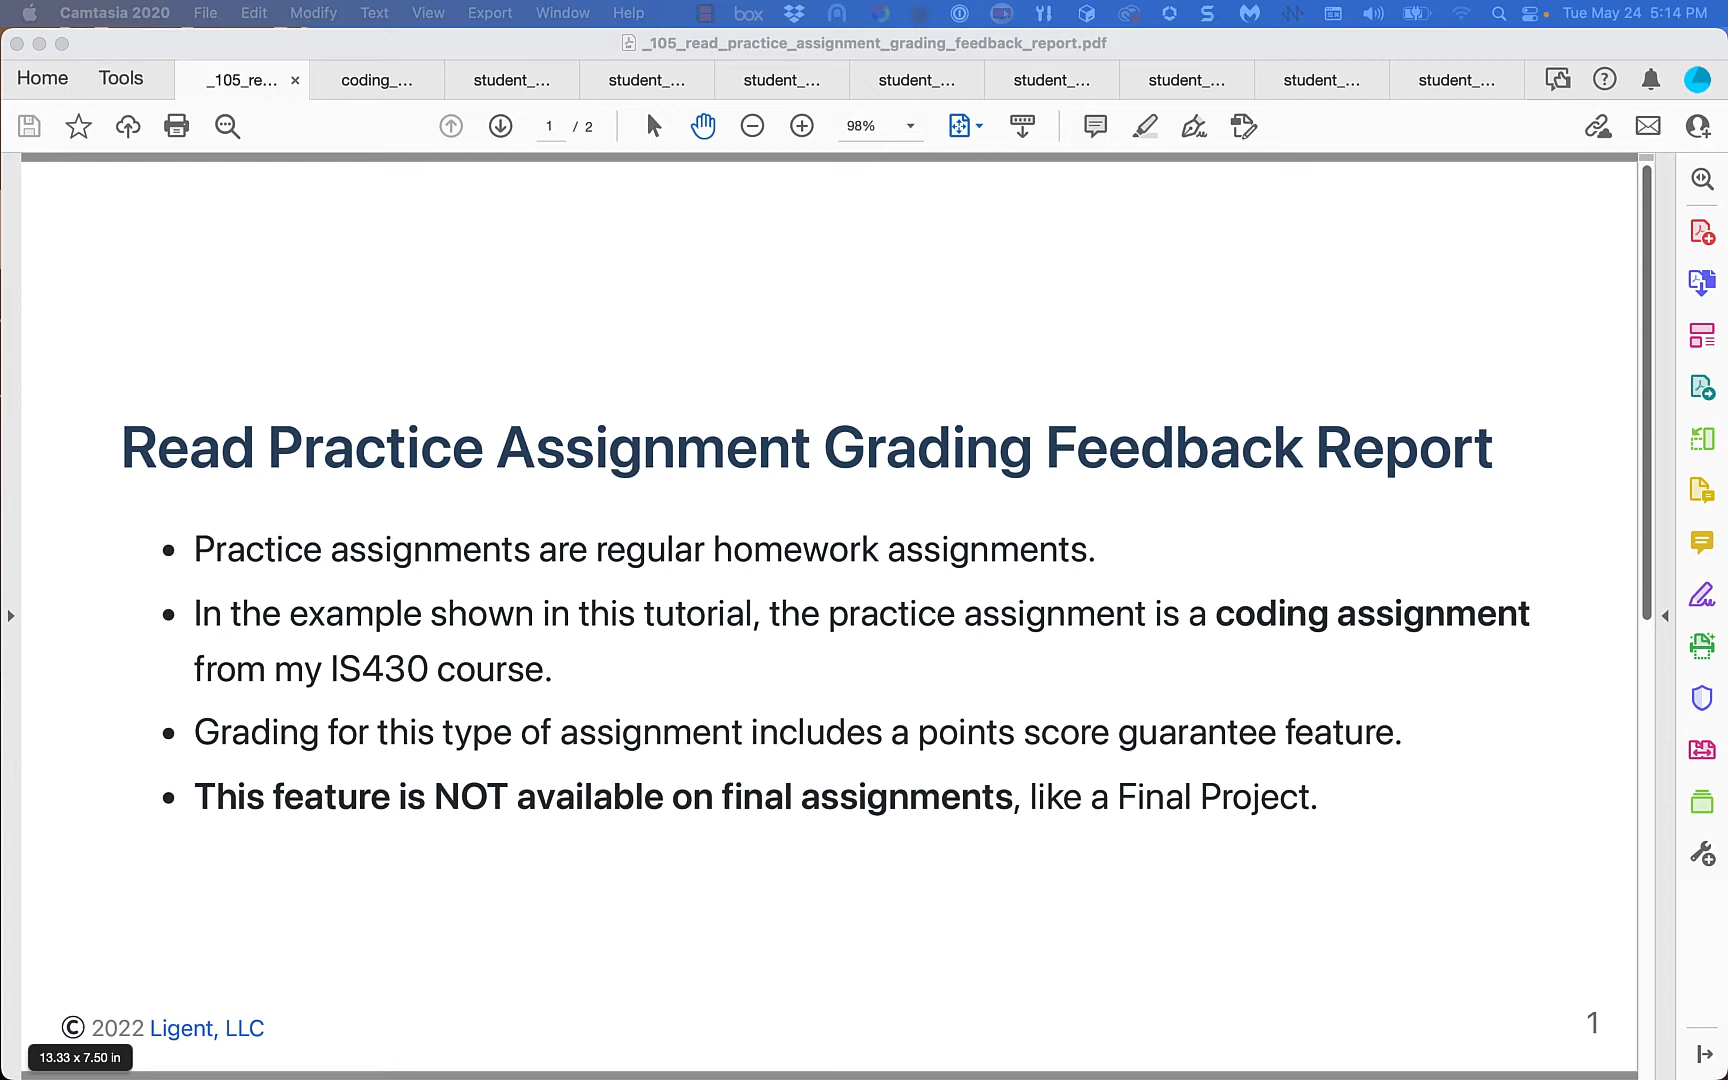 Camtasia 2020 File Edit Modify Text View Export Window Help box Tue May 24 5:14 PM
_105_read_practice_assignment_grading_feedback_report.pdf
Home Tools _105_re... × coding_... student_... student_... student_... student_... student_... student_... student_... student_...
1 / 2 98%
Read Practice Assignment Grading Feedback Report
• Practice assignments are regular homework assignments.
• In the example shown in this tutorial, the practice assignment is a coding assignment
from my IS430 course.
• Grading for this type of assignment includes a points score guarantee feature.
• This feature is NOT available on final assignments, like a Final Project.
© 2022 Ligent, LLC
1
13.33 x 7.50 in